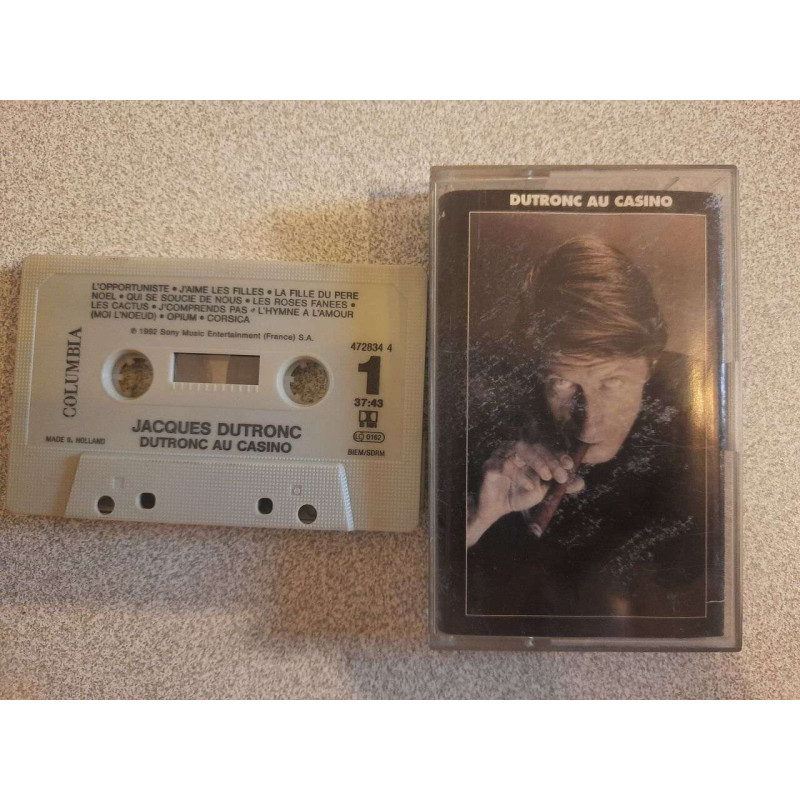 L'OPPORTUNISTE • J'AIME LES FILLES • LA FILLE DU PERE
NOEL • QUI SE SOUCIE DE NOUS • LES ROSES FANEES •
LES CACTUS • J'COMPRENDS PAS • L'HYMNE A L'AMOUR
(MOI L'NOEUD) • OPIUM • CORSICA
℗ 1992 Sony Music Entertainment (France) S.A.
COLUMBIA
472834 4
1
37:43
JACQUES DUTRONC
DUTRONC AU CASINO
MADE IN HOLLAND
LC 0162
BIEM/SDRM
DUTRONC AU CASINO